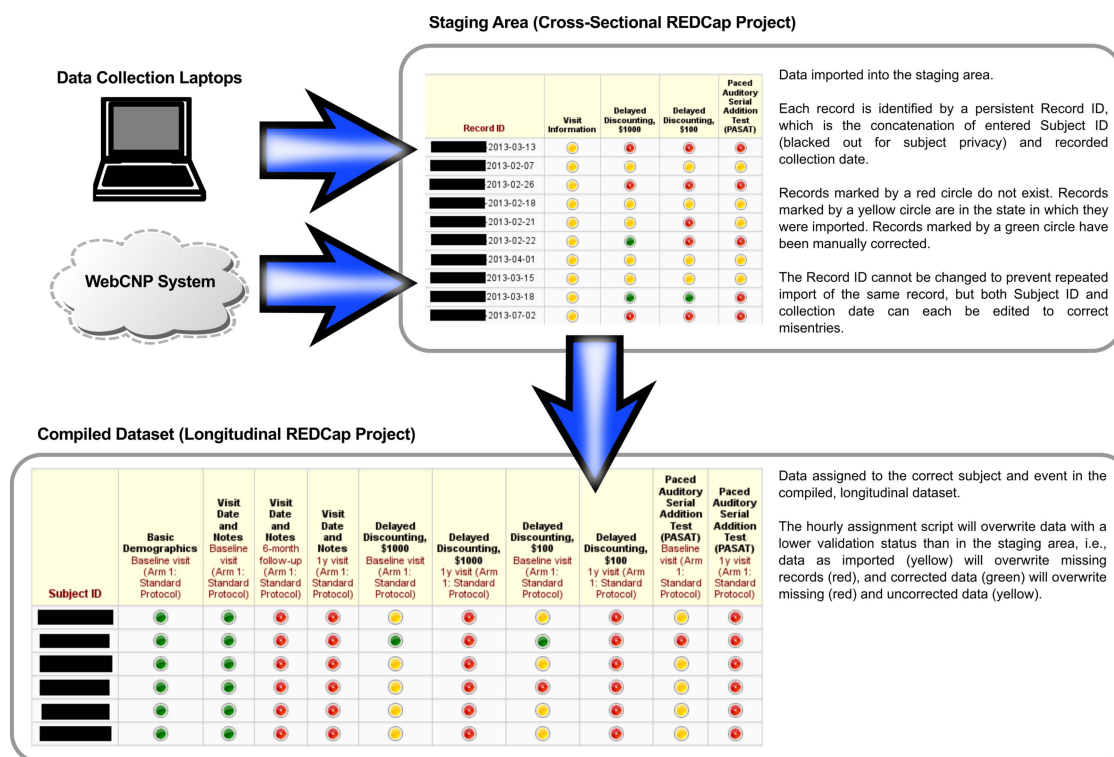 Staging Area (Cross-Sectional REDCap Project)
Data Collection Laptops
WebCNP System
Record ID
Visit
Information
Delayed
Discounting,
$1000
Delayed
Discounting,
$100
Paced
Auditory
Serial
Addition
Test
(PASAT)
-2013-03-13
-2013-02-07
-2013-02-26
-2013-02-18
-2013-02-21
-2013-02-22
-2013-04-01
-2013-03-15
-2013-03-18
-2013-07-02
Data imported into the staging area.
Each record is identified by a persistent Record ID,
which is the concatenation of entered Subject ID
(blacked out for subject privacy) and recorded
collection date.
Records marked by a red circle do not exist. Records
marked by a yellow circle are in the state in which they
were imported. Records marked by a green circle have
been manually corrected.
The Record ID cannot be changed to prevent repeated
import of the same record, but both Subject ID and
collection date can each be edited to correct
misentries.
Compiled Dataset (Longitudinal REDCap Project)
Subject ID
Basic
Demographics
Baseline visit
(Arm 1:
Standard
Protocol)
Visit
Date
and
Notes
Baseline
visit
(Arm 1:
Standard
Protocol)
Visit
Date
and
Notes
6-month
follow-up
(Arm 1:
Standard
Protocol)
Visit
Date
and
Notes
1y visit
(Arm 1:
Standard
Protocol)
Delayed
Discounting,
$1000
Baseline visit
(Arm 1:
Standard
Protocol)
Delayed
Discounting,
$1000
1y visit (Arm
1: Standard
Protocol)
Delayed
Discounting,
$100
Baseline visit
(Arm 1:
Standard
Protocol)
Delayed
Discounting,
$100
1y visit (Arm
1: Standard
Protocol)
Paced
Auditory
Serial
Addition
Test
(PASAT)
Baseline
visit (Arm
1:
Standard
Protocol)
Paced
Auditory
Serial
Addition
Test
(PASAT)
1y visit
(Arm 1:
Standard
Protocol)
Data assigned to the correct subject and event in the
compiled, longitudinal dataset.
The hourly assignment script will overwrite data with a
lower validation status than in the staging area, i.e.,
data as imported (yellow) will overwrite missing
records (red), and corrected data (green) will overwrite
missing (red) and uncorrected data (yellow).